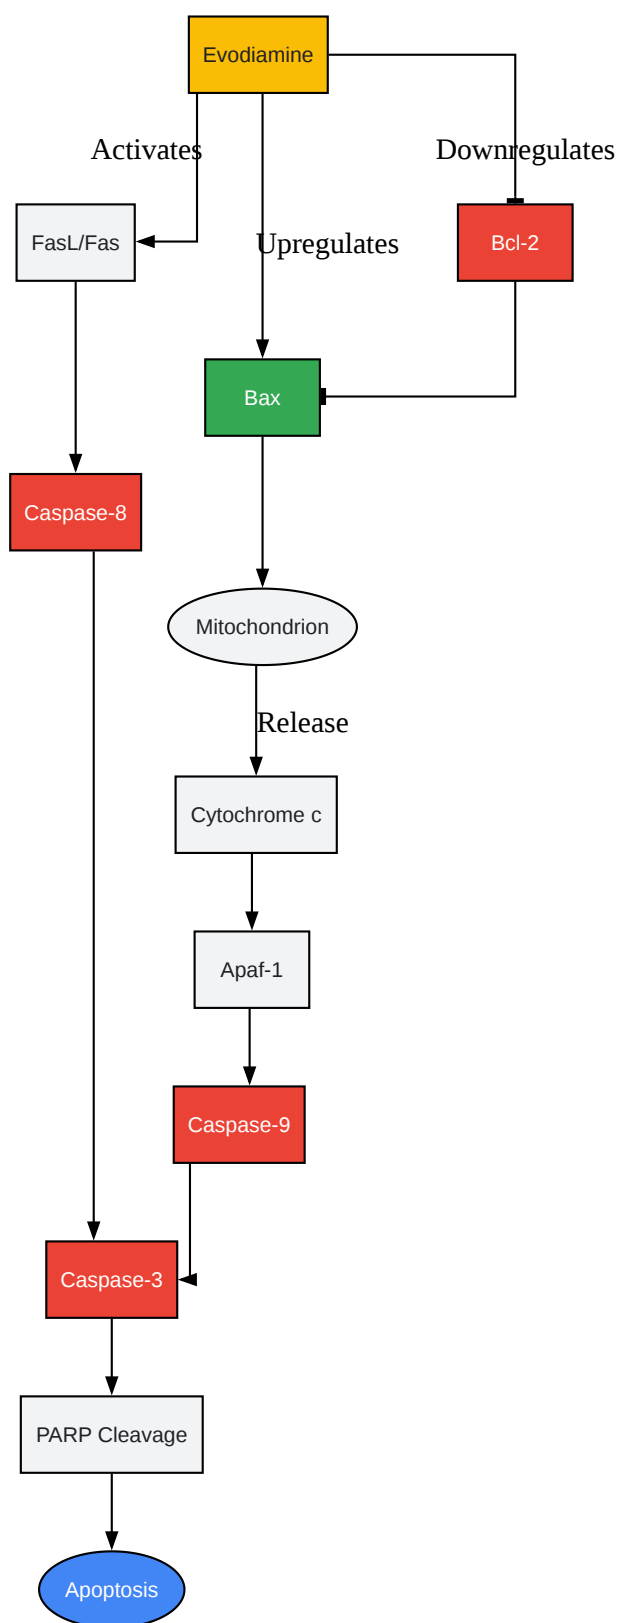 Evodiamine
Activates
Downregulates
FasL/Fas
Upregulates
Bcl-2
Bax
Caspase-8
Mitochondrion
Release
Cytochrome c
Apaf-1
Caspase-9
Caspase-3
PARP Cleavage
Apoptosis